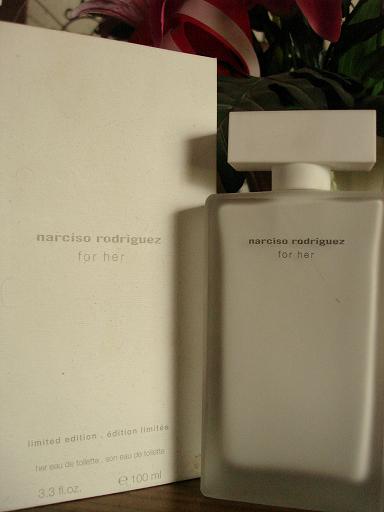 narciso rodriguez
for her
limited edition . édition limitée
her eau de toilette . son eau de toilette
3.3 fl.oz. e 100 ml
narciso rodriguez
for her